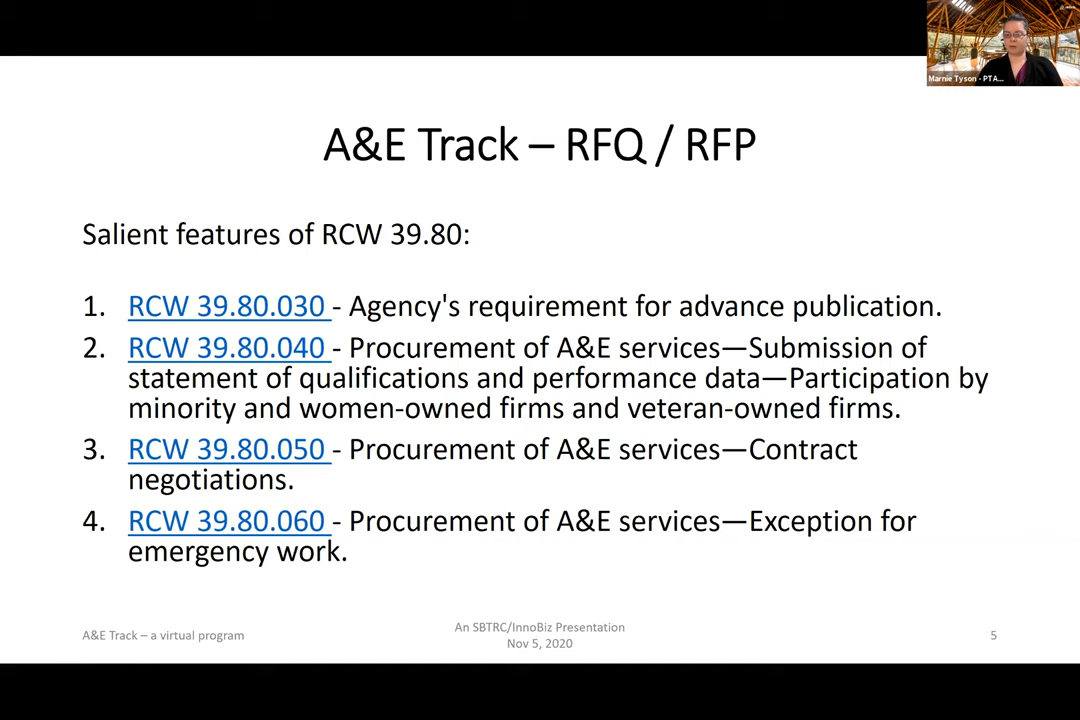 Marnie Tyson - PTA...
A&E Track – RFQ / RFP
Salient features of RCW 39.80:
1. RCW 39.80.030 - Agency's requirement for advance publication.
2. RCW 39.80.040 - Procurement of A&E services—Submission of
statement of qualifications and performance data—Participation by
minority and women-owned firms and veteran-owned firms.
3. RCW 39.80.050 - Procurement of A&E services—Contract
negotiations.
4. RCW 39.80.060 - Procurement of A&E services—Exception for
emergency work.
A&E Track – a virtual program
An SBTRC/InnoBiz Presentation
Nov 5, 2020
5